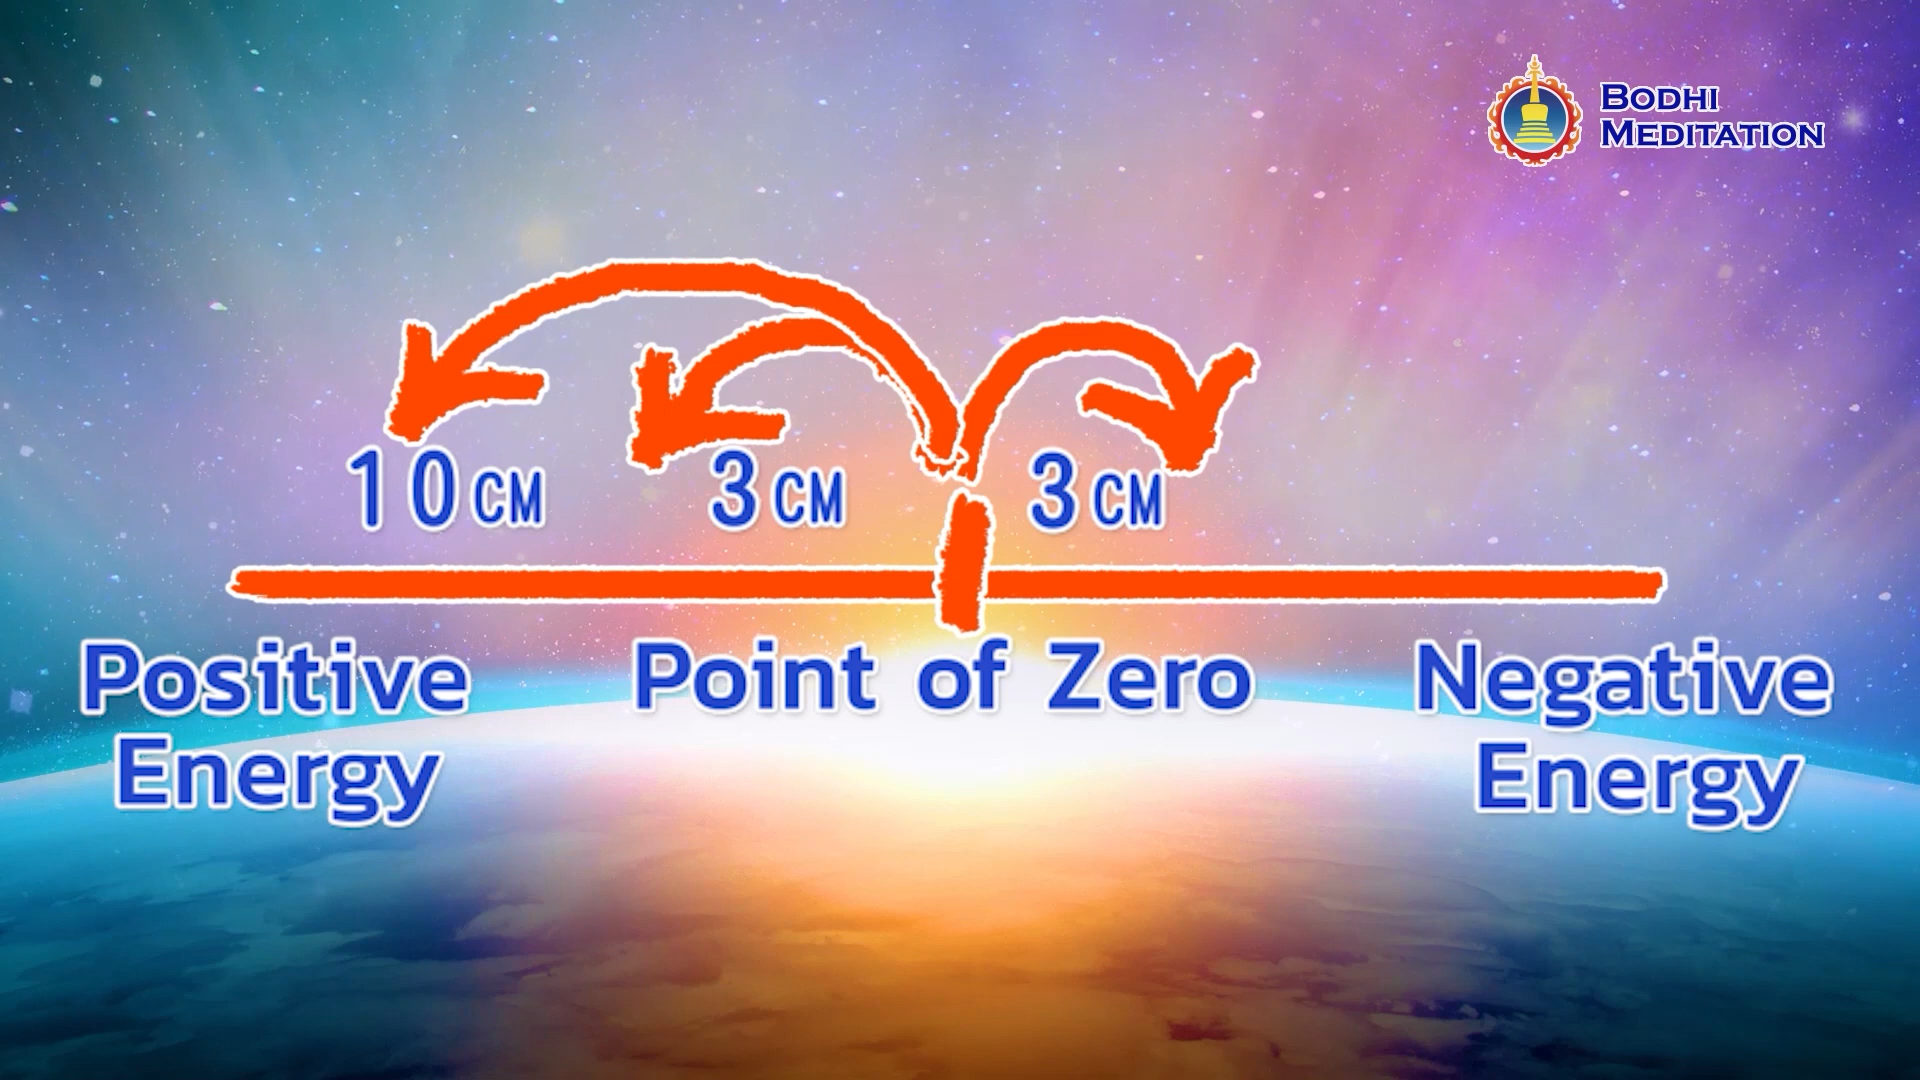 BODHI
MEDITATION
10CM 3CM 3CM
Positive Energy
Point of Zero
Negative Energy